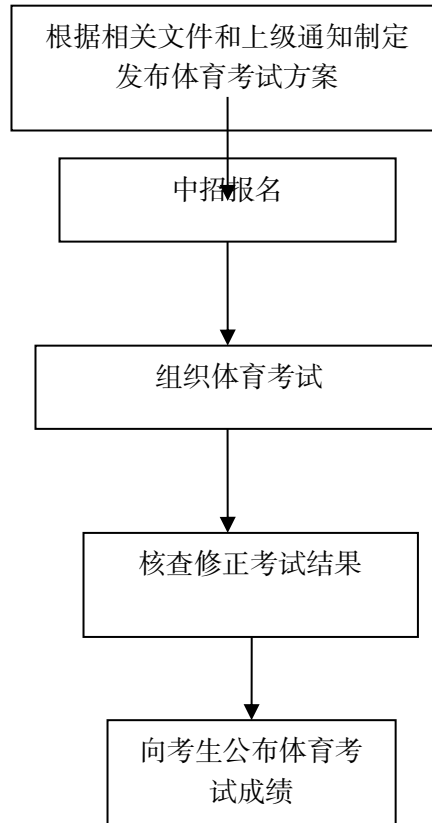 根据相关文件和上级通知制定
发布体育考试方案
中招报名
组织体育考试
核查修正考试结果
向考生公布体育考
试成绩